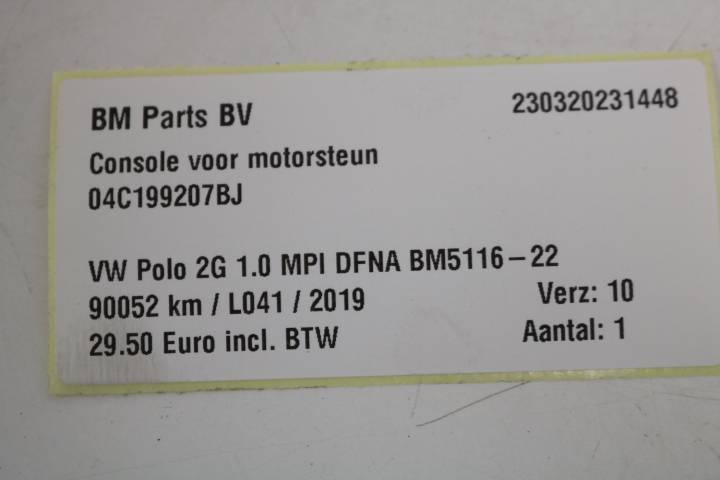 BM Parts BV 230320231448
Console voor motorsteun
04C199207BJ
VW Polo 2G 1.0 MPI DFNA BM5116-22
90052 km / L041 / 2019 Verz: 10
29.50 Euro incl. BTW Aantal: 1